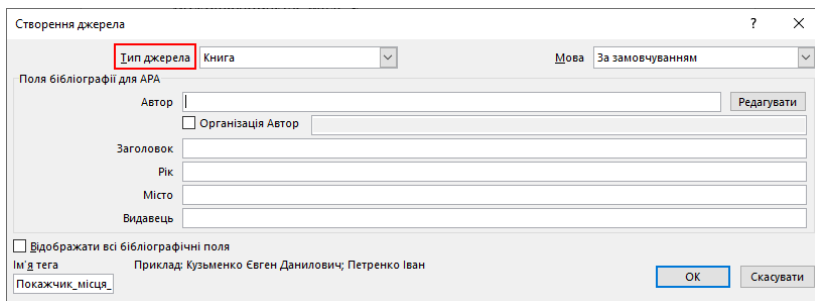 Створення джерела ? ×
Тип джерела Книга Мова За замовчуванням
Поля бібліографії для APA
Автор Редагувати
Організація Автор
Заголовок
Рік
Місто
Видавець
Відображати всі бібліографічні поля
Ім'я тега Приклад: Кузьменко Євген Данилович; Петренко Іван
Покажчик_місця_ ОК Скасувати